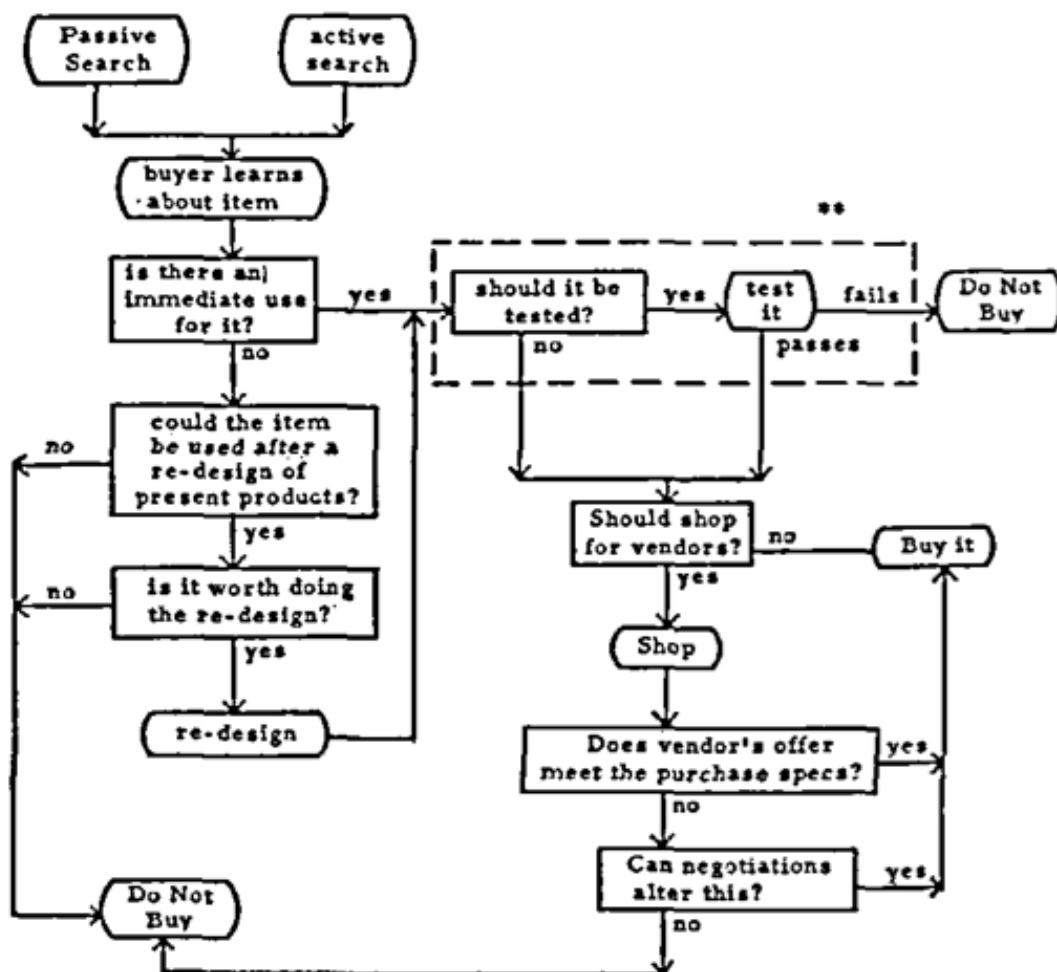 Passive
Search
active
search
buyer learns
about item
**
is there an
immediate use
for it?
yes
should it be
tested?
yes
test
it
fails
Do Not
Buy
no
no
passes
could the item
be used after a
re-design of
present products?
no
yes
Should shop
for vendors?
no
Buy it
yes
is it worth doing
the re-design?
no
yes
Shop
re-design
Does vendor's offer
meet the purchase specs?
yes
no
Can negotiations
alter this?
yes
no
Do Not
Buy